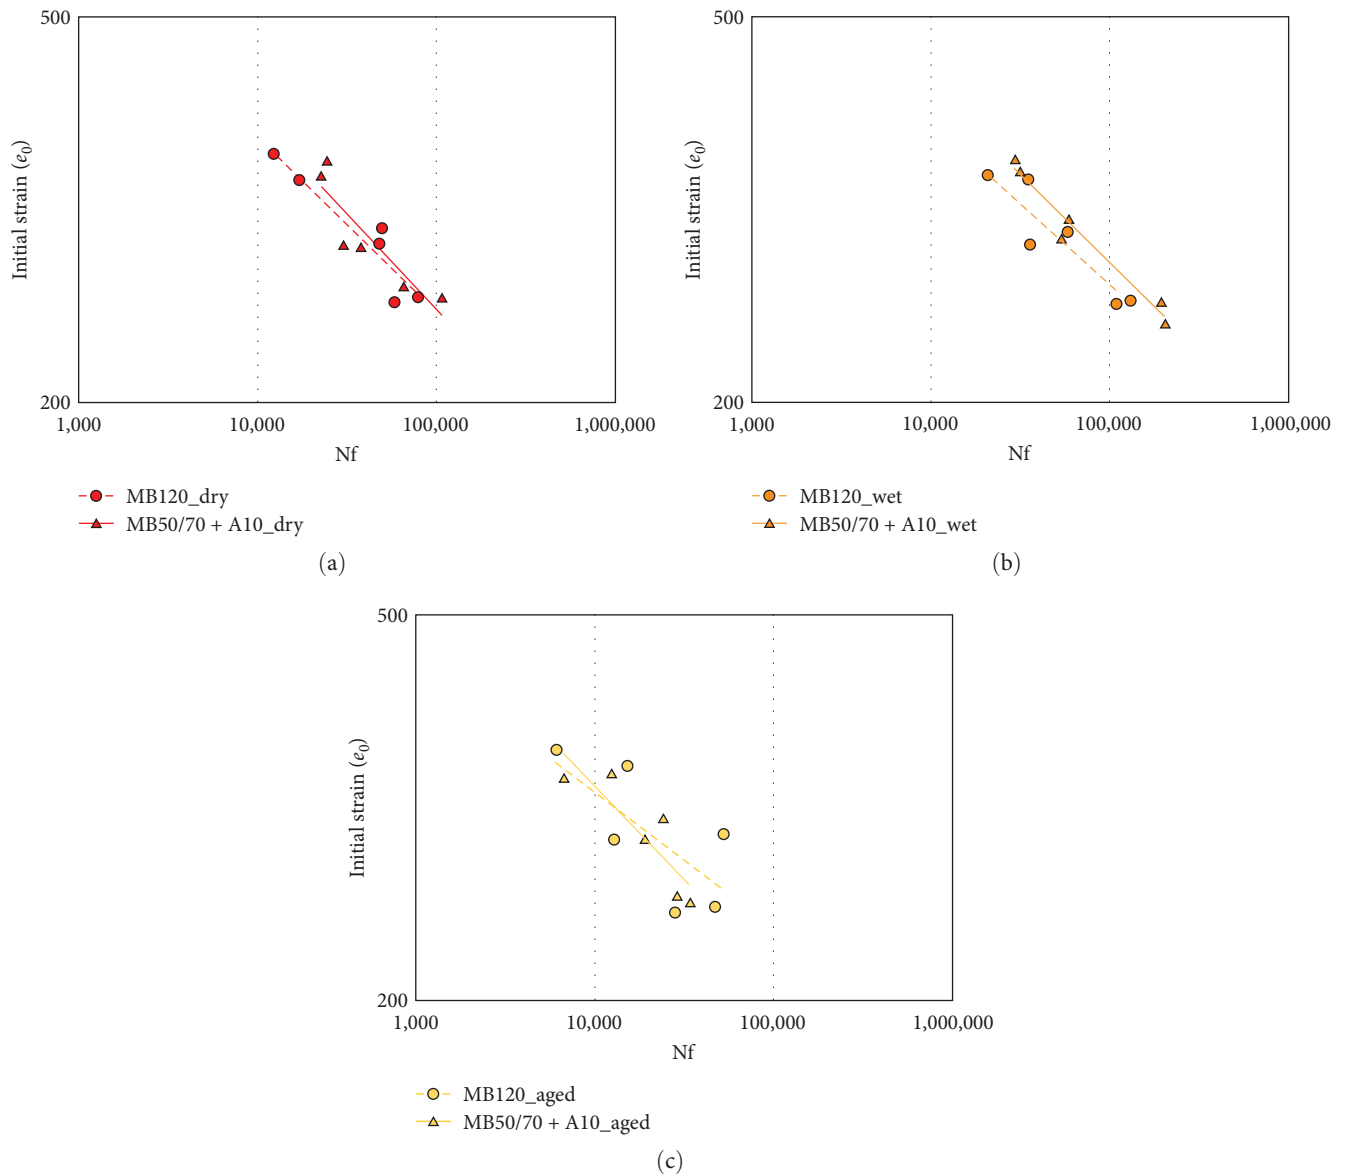 500
200
Initial strain (e0)
1,000
10,000
100,000
1,000,000
Nf
MB120_dry
MB50/70 + A10_dry
(a)
500
200
Initial strain (e0)
1,000
10,000
100,000
1,000,000
Nf
MB120_wet
MB50/70 + A10_wet
(b)
500
200
Initial strain (e0)
1,000
10,000
100,000
1,000,000
Nf
MB120_aged
MB50/70 + A10_aged
(c)